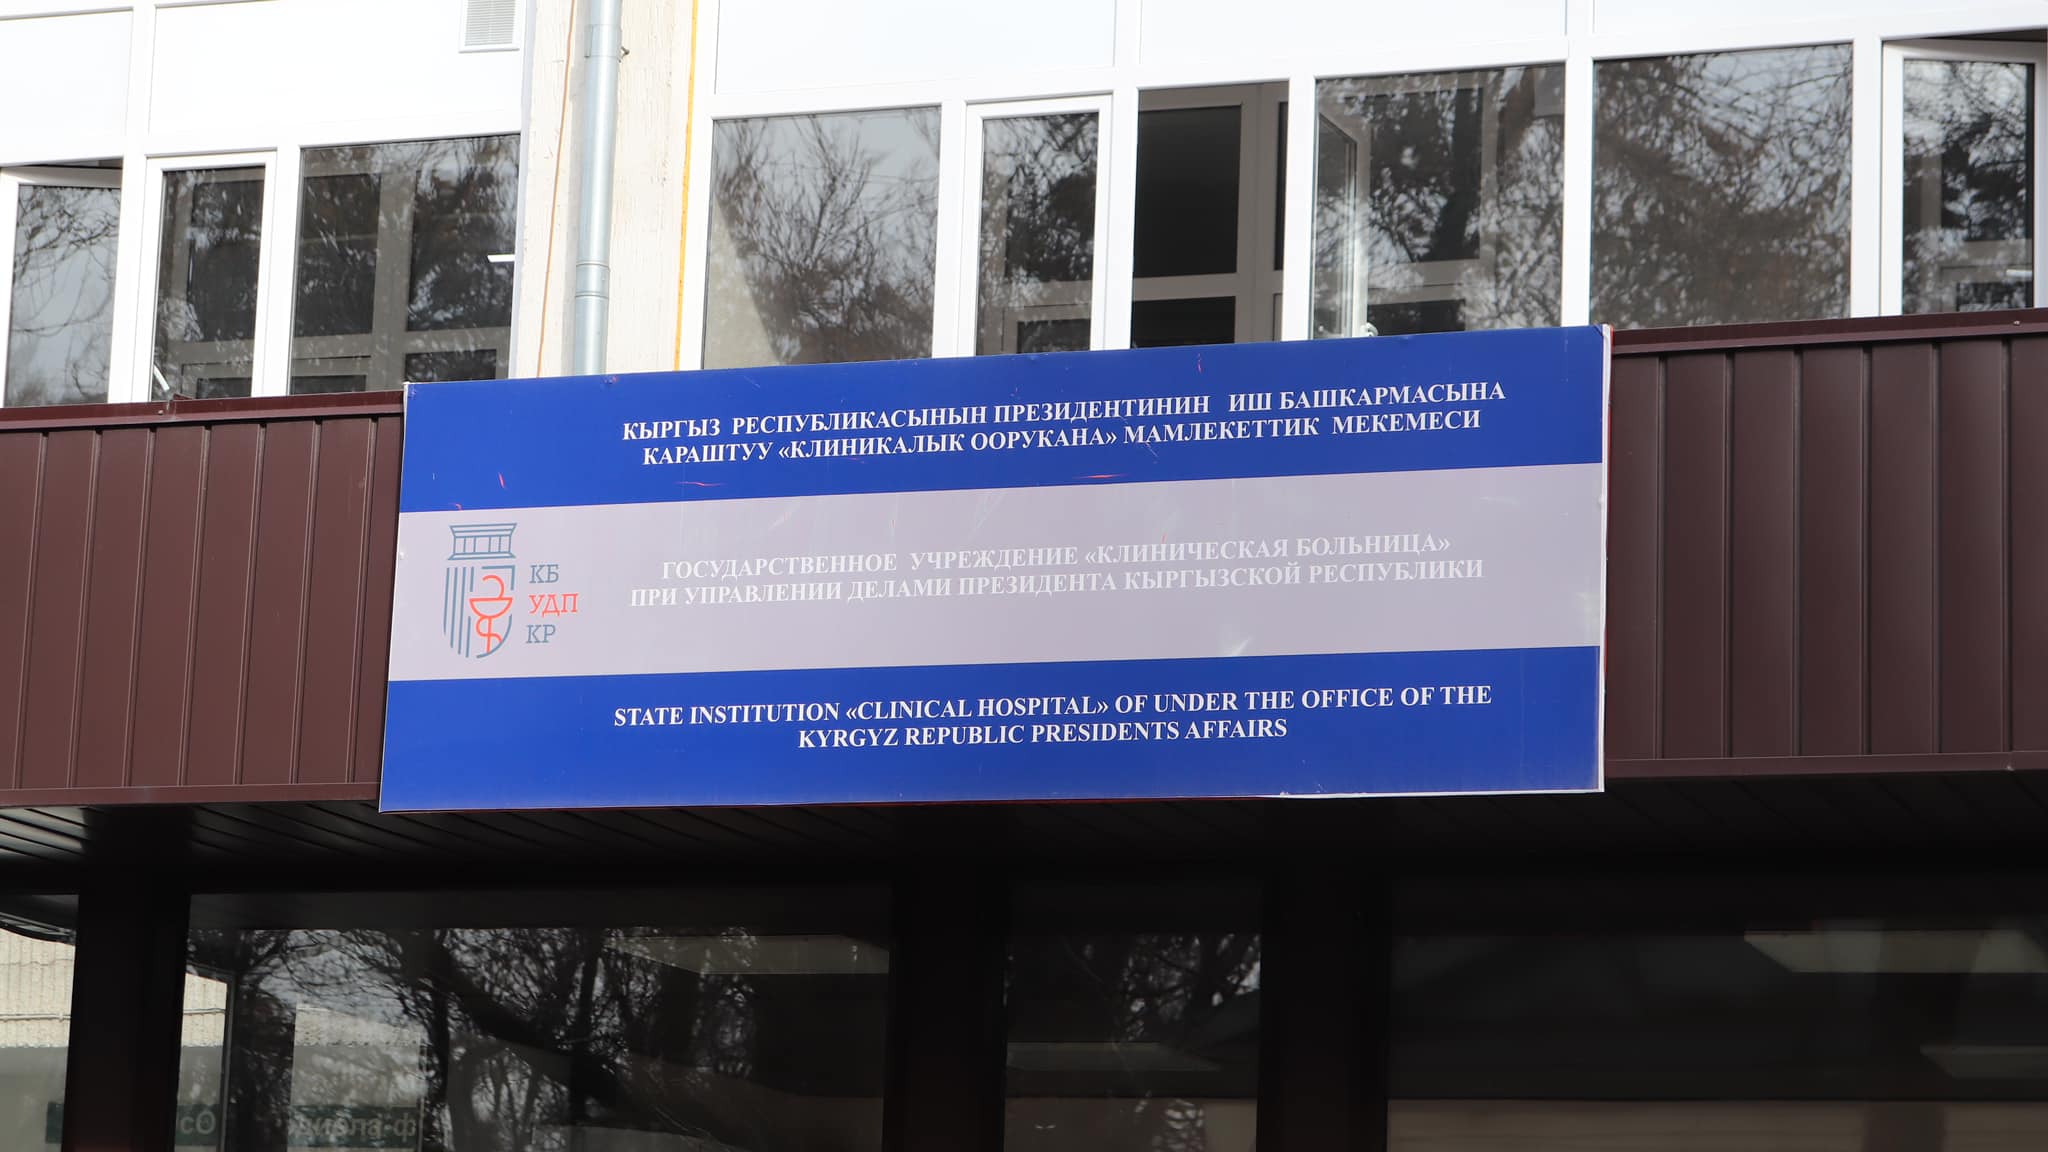 КЫРГЫЗ РЕСПУБЛИКАСЫНЫН ПРЕЗИДЕНТИНИН ИШ БАШКАРМАСЫНА
КАРАШТУУ «КЛИНИКАЛЫК ООРУКАНА» МАМЛЕКЕТТИК МЕКЕМЕСИ
КБ
УДП
КР
ГОСУДАРСТВЕННОЕ УЧРЕЖДЕНИЕ «КЛИНИЧЕСКАЯ БОЛЬНИЦА»
ПРИ УПРАВЛЕНИИ ДЕЛАМИ ПРЕЗИДЕНТА КЫРГЫЗСКОЙ РЕСПУБЛИКИ
STATE INSTITUTION «CLINICAL HOSPITAL» OF UNDER THE OFFICE OF THE
KYRGYZ REPUBLIC PRESIDENTS AFFAIRS